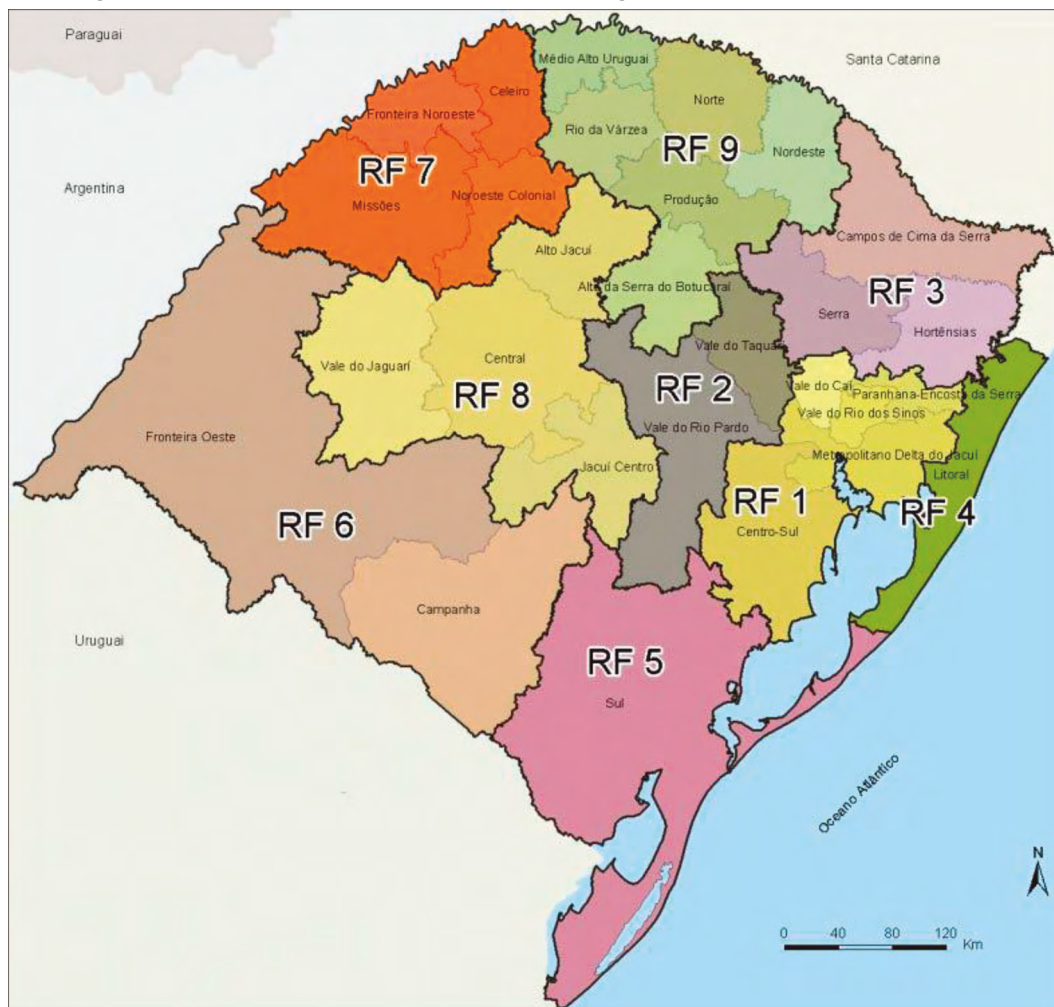 Paraguai
Santa Catarina
Argentina
Uruguai
Médio Alto Uruguai
Norte
Celeiro
Fronteira Noroeste
Rio da Várzea
RF 9
Nordeste
RF 7
Noroeste Colonial
Missões
Produção
Campos de Cima da Serra
Alto Jacuí
Alto da Serra do Botucaraí
RF 3
Serra
Hortênsias
Vale do Taquari
Central
Vale do Jaguarí
RF 8
RF 2
Vale do Caí
Paranhana-Encosta da Serra
Vale do Rio dos Sinos
Vale do Rio Pardo
Fronteira Oeste
Jacuí Centro
Metropolitano Delta do Jacuí
Litoral
RF 1
RF 4
Centro-Sul
RF 6
Campanha
RF 5
Sul
Oceano Atlântico
N
0 40 80 120
Km